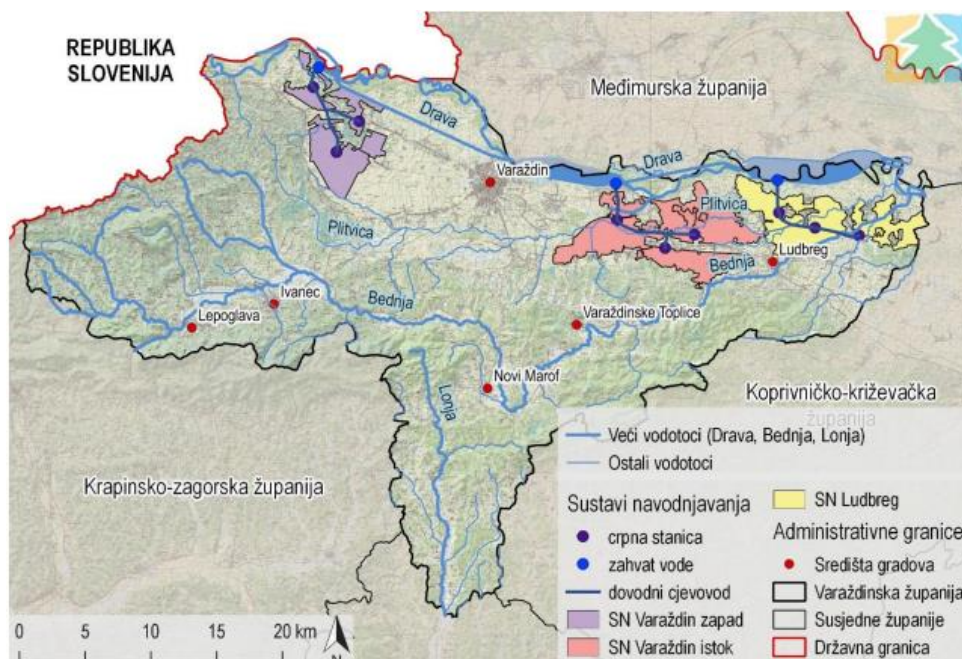 REPUBLIKA
SLOVENIJA
Međimurska županija
Drava
Drava
Varaždin
Plitvica
Plitvica
Ludbreg
Bednja
Ivanec
Bednja
Lepoglava
Varaždinske Toplice
Novi Marof
Lonja
Koprivničko-križevačka
županija
Krapinsko-zagorska županija
Veći vodotoci (Drava, Bednja, Lonja)
Ostali vodotoci
Sustavi navodnjavanja
crpna stanica
zahvat vode
dovodni cjevovod
SN Varaždin zapad
SN Varaždin istok
SN Ludbreg
Administrativne granice
Središta gradova
Varaždinska županija
Susjedne županije
Državna granica
0 5 10 15 20 km
N